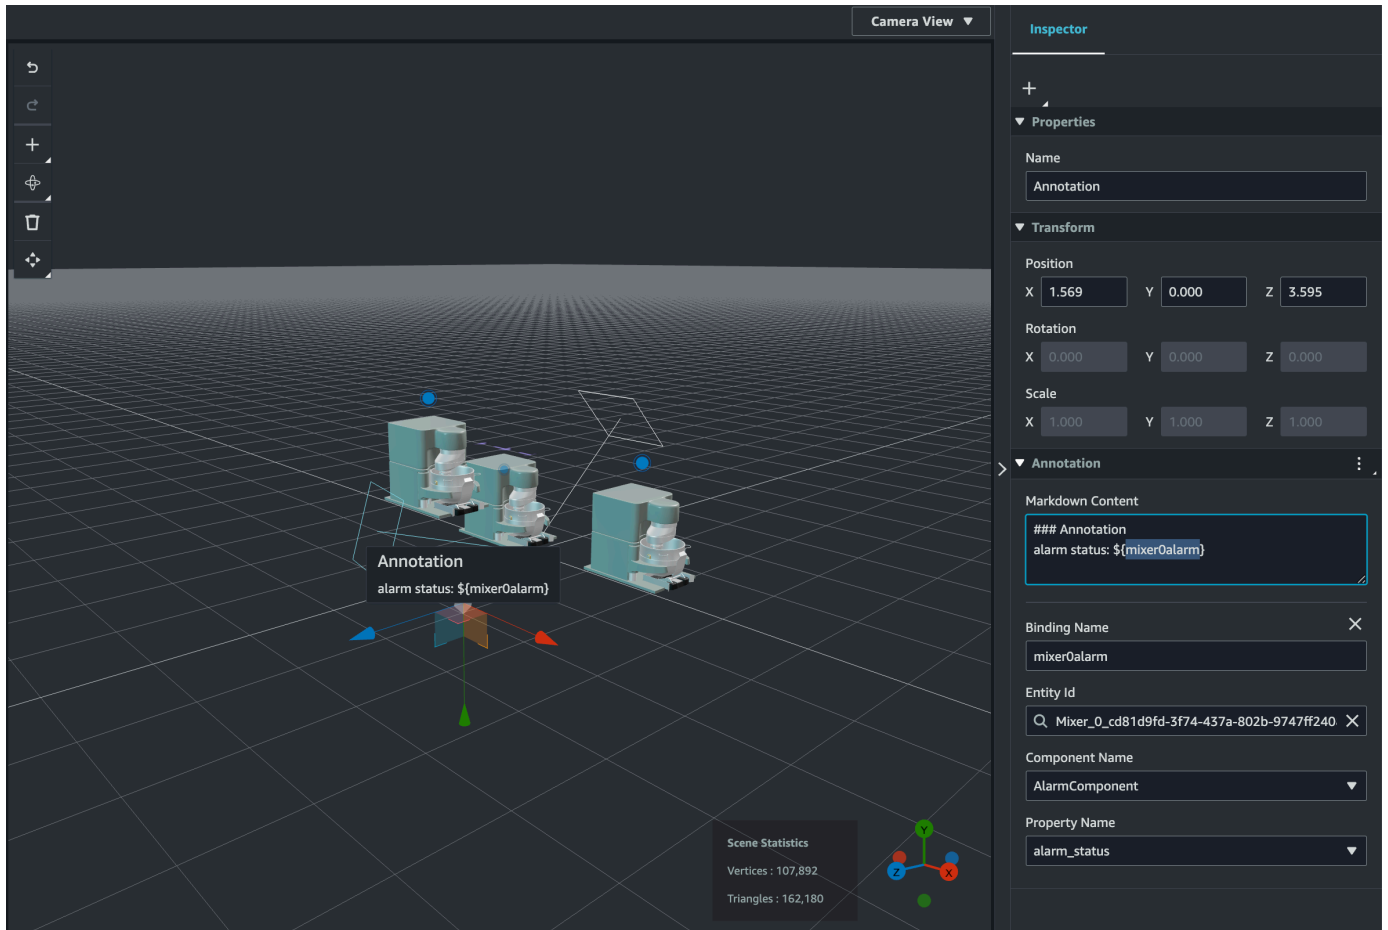 Camera View
Inspector
Properties
Name
Annotation
Transform
Position
X 1.569 Y 0.000 Z 3.595
Rotation
X 0.000 Y 0.000 Z 0.000
Scale
X 1.000 Y 1.000 Z 1.000
Annotation
Markdown Content
### Annotation
alarm status: ${mixer0alarm}
Binding Name
mixer0alarm
Entity Id
Mixer_0_cd81d9fd-3f74-437a-802b-9747ff240
Component Name
AlarmComponent
Property Name
alarm_status
Annotation
alarm status: ${mixer0alarm}
Scene Statistics
Vertices : 107,892
Triangles : 162,180
Y
Z
X